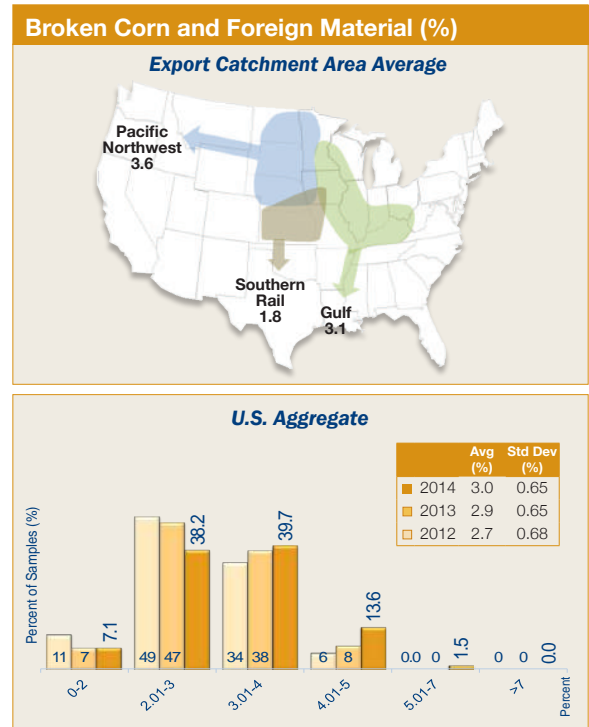 Broken Corn and Foreign Material (%)
Export Catchment Area Average
Pacific
Northwest
3.6
Southern
Rail
1.8
Gulf
3.1
U.S. Aggregate
Avg Std Dev
(%) (%)
2014 3.0 0.65
2013 2.9 0.65
2012 2.7 0.68
Percent of Samples (%)
11 7 7.1
49 47 38.2
34 38 39.7
6 8 13.6
0.0 0 1.5
0 0 0.0
0-2 2.01-3 3.01-4 4.01-5 5.01-7 >7
Percent